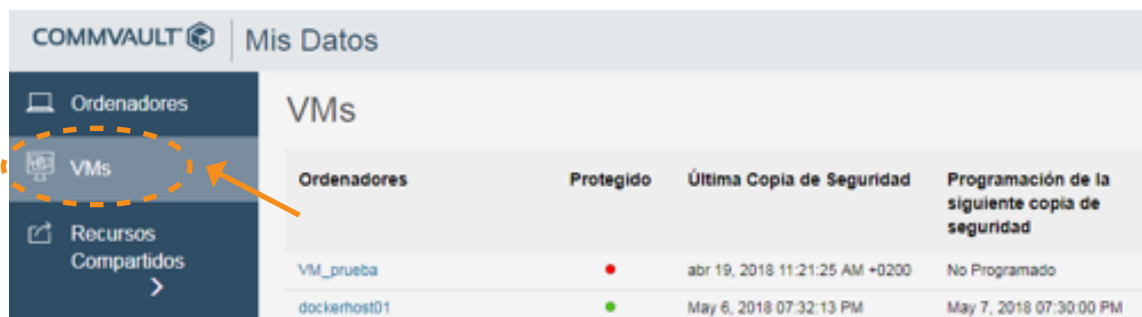 COMMVAULT Mis Datos
Ordenadores
VMs
Recursos
Compartidos
VMs
Ordenadores Protegido Última Copia de Seguridad Programación de la
siguiente copia de
seguridad
VM_prueba abr 19, 2018 11:21:25 AM +0200 No Programado
dockerhost01 May 6, 2018 07:32:13 PM May 7, 2018 07:30:00 PM